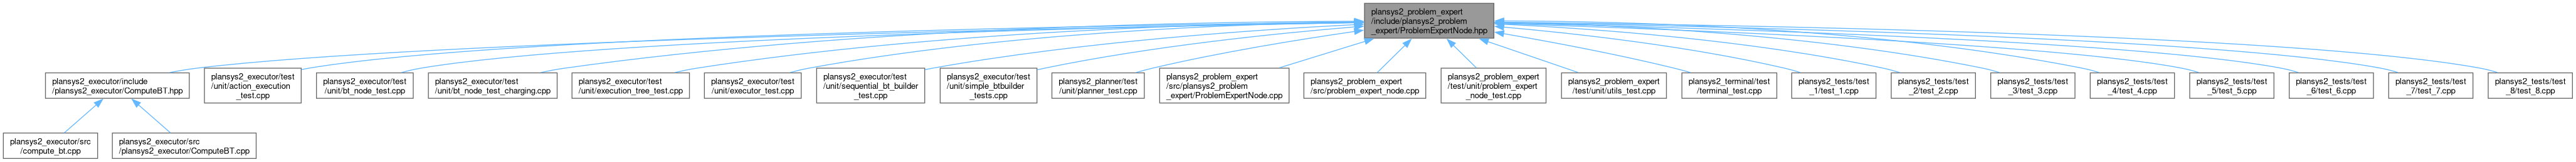 plansys2_problem_expert
/include/plansys2_problem
_expert/ProblemExpertNode.hpp
plansys2_executor/include
/plansys2_executor/ComputeBT.hpp
plansys2_executor/test
/unit/action_execution
_test.cpp
plansys2_executor/test
/unit/bt_node_test.cpp
plansys2_executor/test
/unit/bt_node_test_charging.cpp
plansys2_executor/test
/unit/execution_tree_test.cpp
plansys2_executor/test
/unit/executor_test.cpp
plansys2_executor/test
/unit/sequential_bt_builder
_test.cpp
plansys2_executor/test
/unit/simple_btbuilder
_tests.cpp
plansys2_planner/test
/unit/planner_test.cpp
plansys2_problem_expert
/src/plansys2_problem
_expert/ProblemExpertNode.cpp
plansys2_problem_expert
/src/problem_expert_node.cpp
plansys2_problem_expert
/test/unit/problem_expert
_node_test.cpp
plansys2_problem_expert
/test/unit/utils_test.cpp
plansys2_terminal/test
/terminal_test.cpp
plansys2_tests/test
_1/test_1.cpp
plansys2_tests/test
_2/test_2.cpp
plansys2_tests/test
_3/test_3.cpp
plansys2_tests/test
_4/test_4.cpp
plansys2_tests/test
_5/test_5.cpp
plansys2_tests/test
_6/test_6.cpp
plansys2_tests/test
_7/test_7.cpp
plansys2_tests/test
_8/test_8.cpp
plansys2_executor/src
/compute_bt.cpp
plansys2_executor/src
/plansys2_executor/ComputeBT.cpp